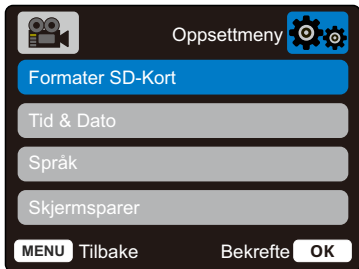 Oppsettmeny
Formater SD-Kort
Tid & Dato
Språk
Skjermsparer
MENU Tilbake Bekrefte OK